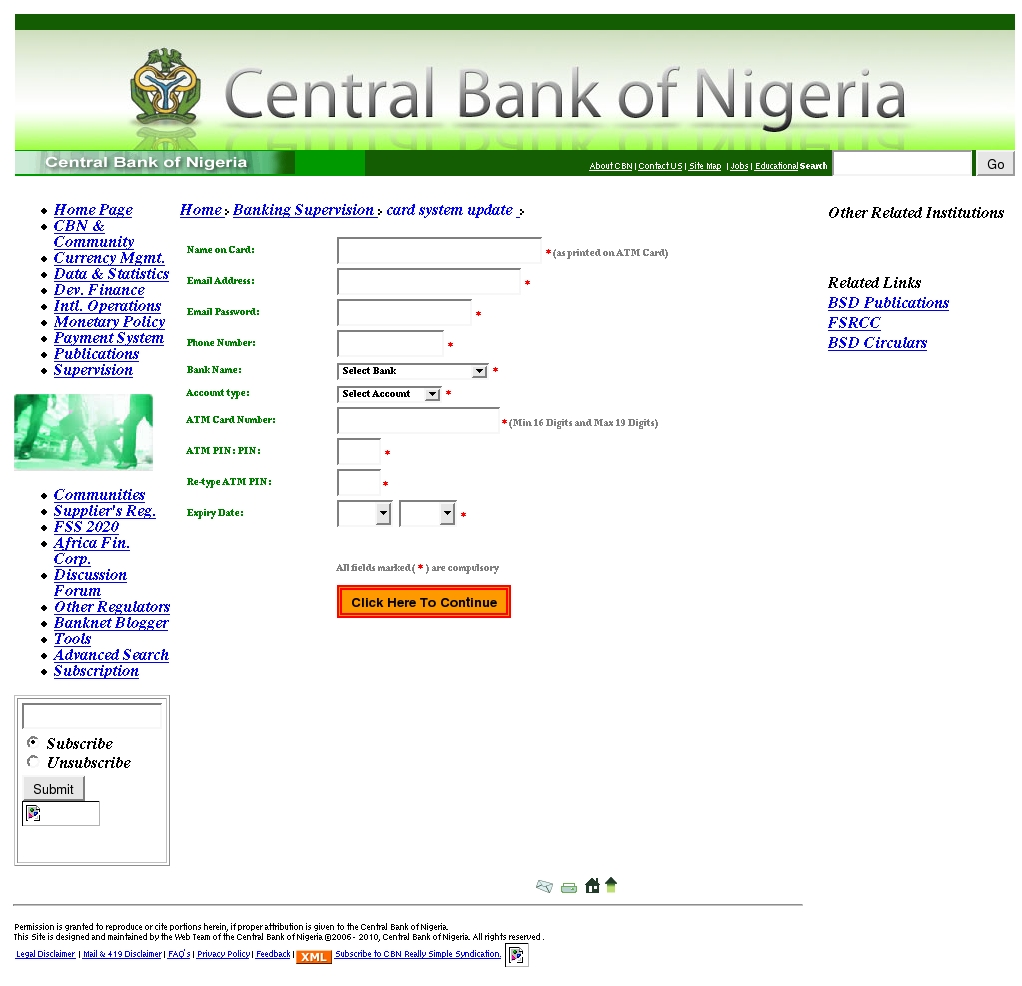 Central Bank of Nigeria
Central Bank of Nigeria
About CBN | Contact US | Site Map | Jobs | Educational Search
Go
Home Page
CBN &
Community
Currency Mgmt.
Data & Statistics
Dev. Finance
Intl. Operations
Monetary Policy
Payment System
Publications
Supervision
Communities
Supplier's Reg.
FSS 2020
Africa Fin.
Corp.
Discussion
Forum
Other Regulators
Banknet Blogger
Tools
Advanced Search
Subscription
Subscribe
Unsubscribe
Submit
Home > Banking Supervision > card system update >
Name on Card: * (as printed on ATM Card)
Email Address: *
Email Password: *
Phone Number: *
Bank Name: Select Bank *
Account type: Select Account *
ATM Card Number: * (Min 16 Digits and Max 19 Digits)
ATM PIN: PIN: *
Re-type ATM PIN: *
Expiry Date: *
All fields marked ( * ) are compulsory
Click Here To Continue
Other Related Institutions
Related Links
BSD Publications
FSRCC
BSD Circulars
Permission is granted to reproduce or cite portions herein, if proper attribution is given to the Central Bank of Nigeria.
This Site is designed and maintained by the Web Team of the Central Bank of Nigeria @2006 - 2010, Central Bank of Nigeria. All rights reserved .
Legal Disclaimer | Mail & 419 Disclaimer | FAQ's | Privacy Policy | Feedback | XML Subscribe to CBN Really Simple Syndication.